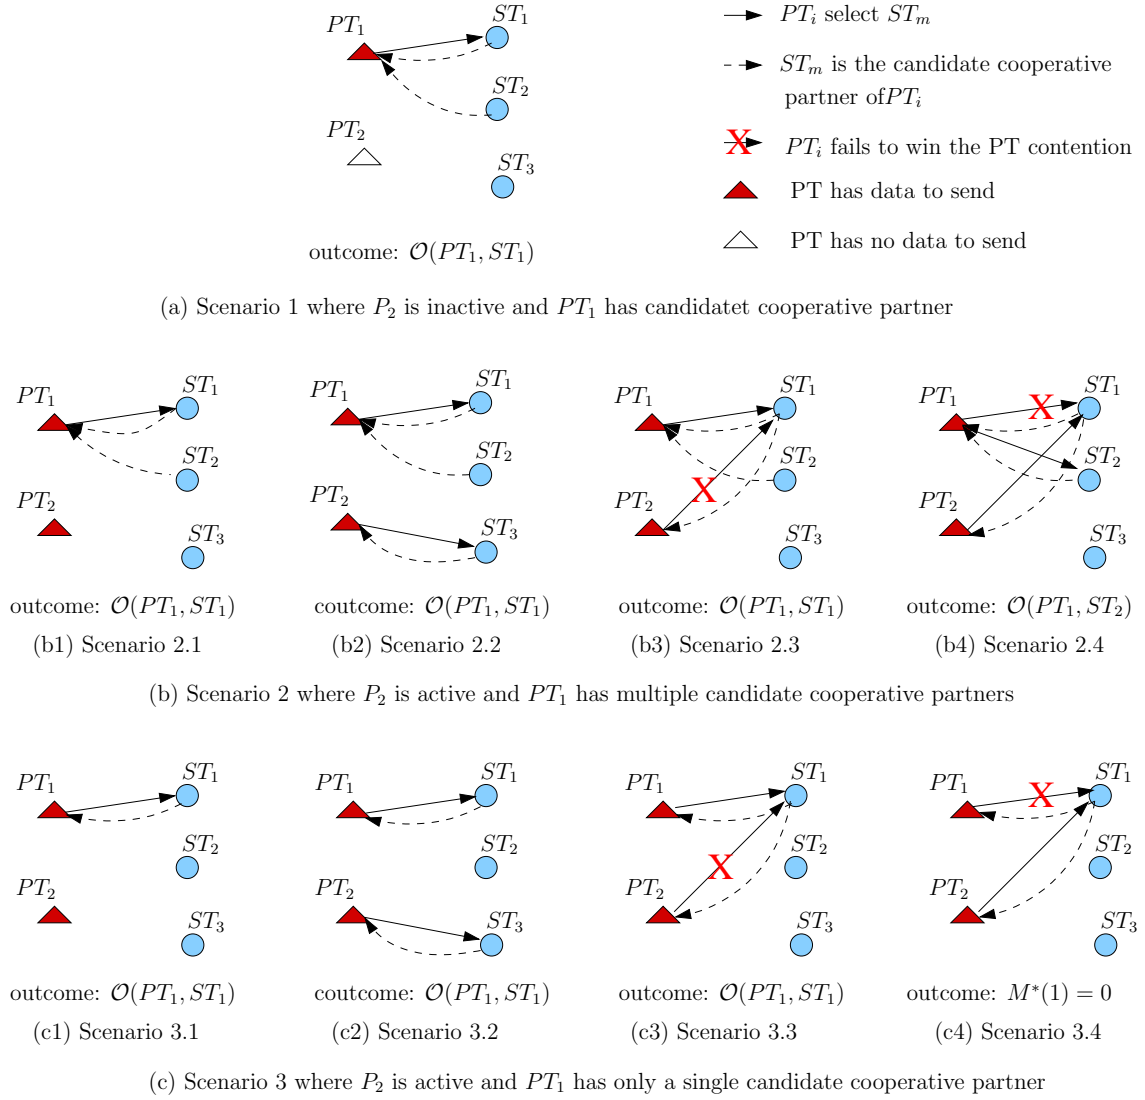 PT₁
ST₁
ST₂
PT₂
ST₃
outcome: 𝒪(PT₁, ST₁)
PTᵢ select STₘ
STₘ is the candidate cooperative
partner ofPTᵢ
X PTᵢ fails to win the PT contention
PT has data to send
PT has no data to send
(a) Scenario 1 where P₂ is inactive and PT₁ has candidatet cooperative partner
PT₁
ST₁
ST₂
PT₂
ST₃
outcome: 𝒪(PT₁, ST₁)
(b1) Scenario 2.1
PT₁
ST₁
ST₂
PT₂
ST₃
coutcome: 𝒪(PT₁, ST₁)
(b2) Scenario 2.2
PT₁
ST₁
ST₂
X
PT₂
ST₃
outcome: 𝒪(PT₁, ST₁)
(b3) Scenario 2.3
PT₁
ST₁
X
ST₂
PT₂
ST₃
outcome: 𝒪(PT₁, ST₂)
(b4) Scenario 2.4
(b) Scenario 2 where P₂ is active and PT₁ has multiple candidate cooperative partners
PT₁
ST₁
ST₂
PT₂
ST₃
outcome: 𝒪(PT₁, ST₁)
(c1) Scenario 3.1
PT₁
ST₁
ST₂
PT₂
ST₃
coutcome: 𝒪(PT₁, ST₁)
(c2) Scenario 3.2
PT₁
ST₁
ST₂
X
PT₂
ST₃
outcome: 𝒪(PT₁, ST₁)
(c3) Scenario 3.3
PT₁
ST₁
X
ST₂
PT₂
ST₃
outcome: M*(1) = 0
(c4) Scenario 3.4
(c) Scenario 3 where P₂ is active and PT₁ has only a single candidate cooperative partner